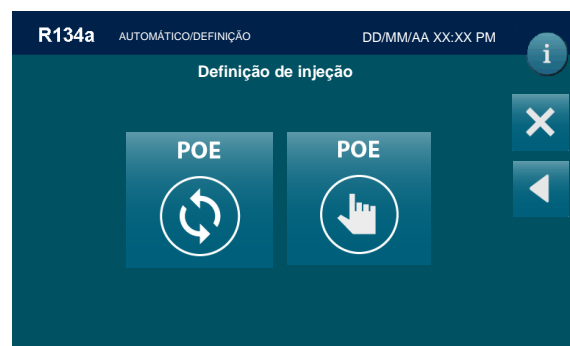 R134a AUTOMÁTICO/DEFINIÇÃO DD/MM/AA XX:XX PM
i
Definição de injeção
POE POE